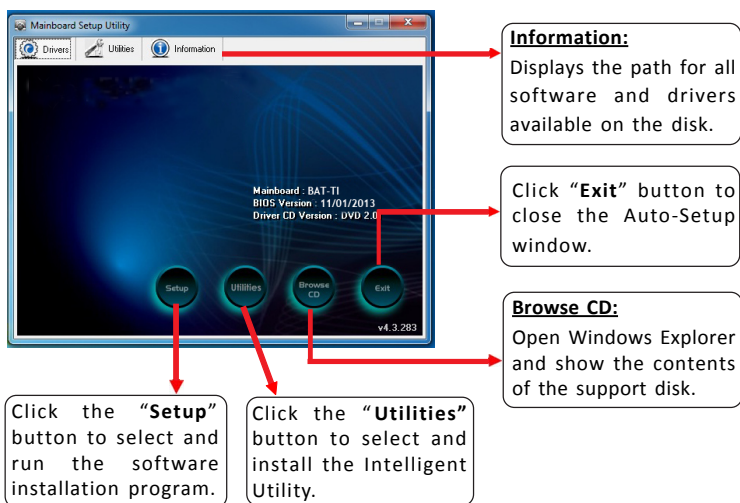 Mainboard Setup Utility
Drivers
Utilities
Information
Mainboard : BAT-TI
BIOS Version : 11/01/2013
Driver CD Version : DVD 2.0
Setup
Utilities
Browse
CD
Exit
v4.3.283
Information:
Displays the path for all
software and drivers
available on the disk.
Click “Exit” button to
close the Auto-Setup
window.
Browse CD:
Open Windows Explorer
and show the contents
of the support disk.
Click the “Setup”
button to select and
run the software
installation program.
Click the “Utilities”
button to select and
install the Intelligent
Utility.